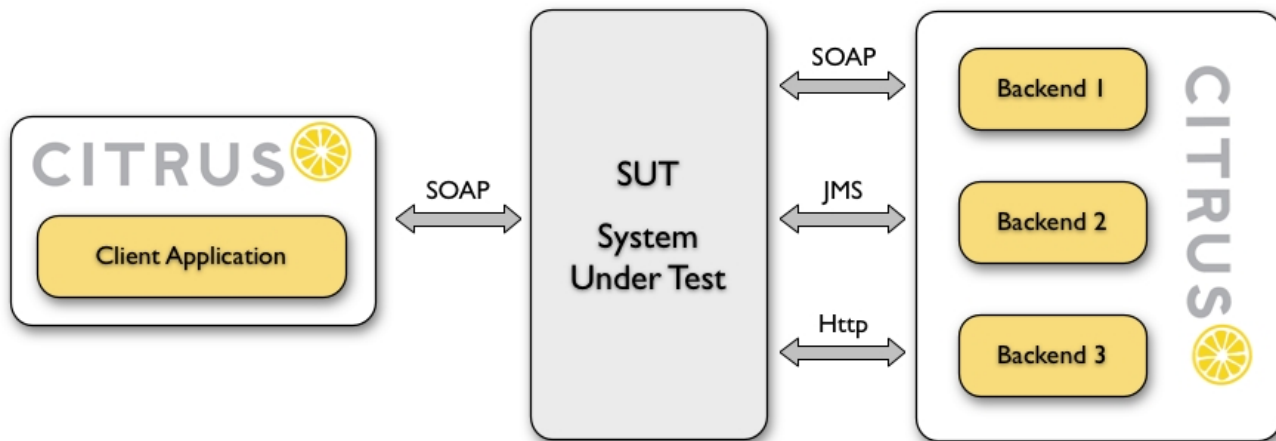 CITRUS
Client Application
SOAP
SUT
System
Under Test
SOAP
JMS
Http
Backend 1
Backend 2
Backend 3
CITRUS